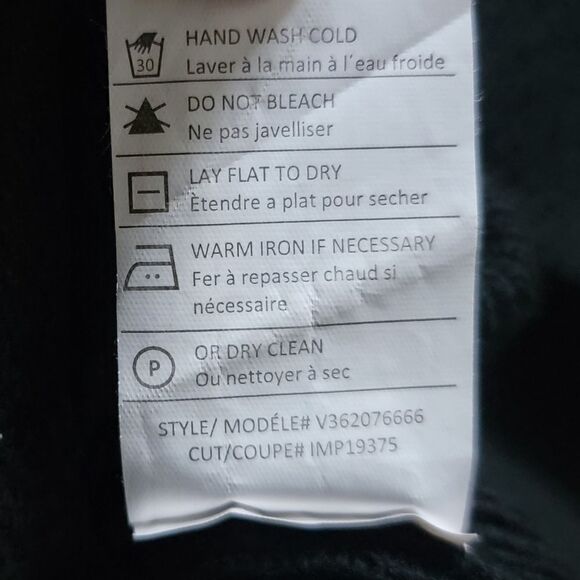 HAND WASH COLD
30
Laver à la main à l'eau froide
DO NOT BLEACH
Ne pas javelliser
LAY FLAT TO DRY
Ètendre a plat pour secher
WARM IRON IF NECESSARY
Fer à repasser chaud si
nécessaire
P
OR DRY CLEAN
Ou nettoyer à sec
STYLE/ MODÉLE# V362076666
CUT/COUPE# IMP19375